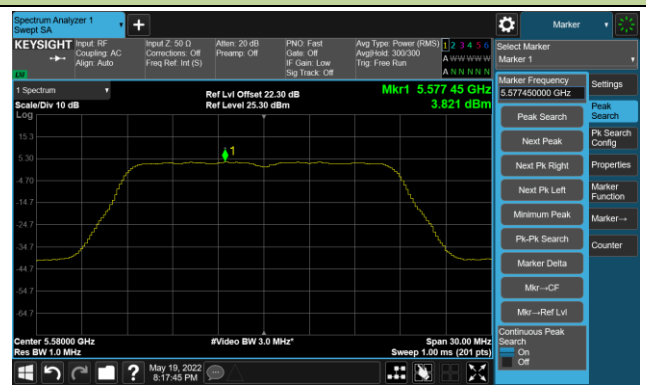 Spectrum Analyzer 1
Swept SA
Marker
KEYSIGHT
Input: RF
Coupling: AC
Align: Auto
Input Z: 50 Ω
Corrections: Off
Freq Ref: Int (S)
Atten: 20 dB
Preamp: Off
PNO: Fast
Gate: Off
IF Gain: Low
Sig Track: Off
Avg Type: Power (RMS)
Avg|Hold: 300/300
Trig: Free Run
1 2 3 4 5 6
A W W W W W
A N N N N N
LXI
Select Marker
Marker 1
1 Spectrum
Scale/Div 10 dB
Log
Ref Lvl Offset 22.30 dB
Ref Level 25.30 dBm
Mkr1 5.577 45 GHz
3.821 dBm
15.3
5.30
-4.70
-14.7
-24.7
-34.7
-44.7
-54.7
-64.7
1
Center 5.58000 GHz
Res BW 1.0 MHz
#Video BW 3.0 MHz*
Span 30.00 MHz
Sweep 1.00 ms (201 pts)
Marker Frequency
5.577450000 GHz
Peak Search
Next Peak
Next Pk Right
Next Pk Left
Minimum Peak
Pk-Pk Search
Marker Delta
Mkr→CF
Mkr→Ref Lvl
Continuous Peak
Search
On
Off
Settings
Peak
Search
Pk Search
Config
Properties
Marker
Function
Marker→
Counter
May 19, 2022
8:17:45 PM